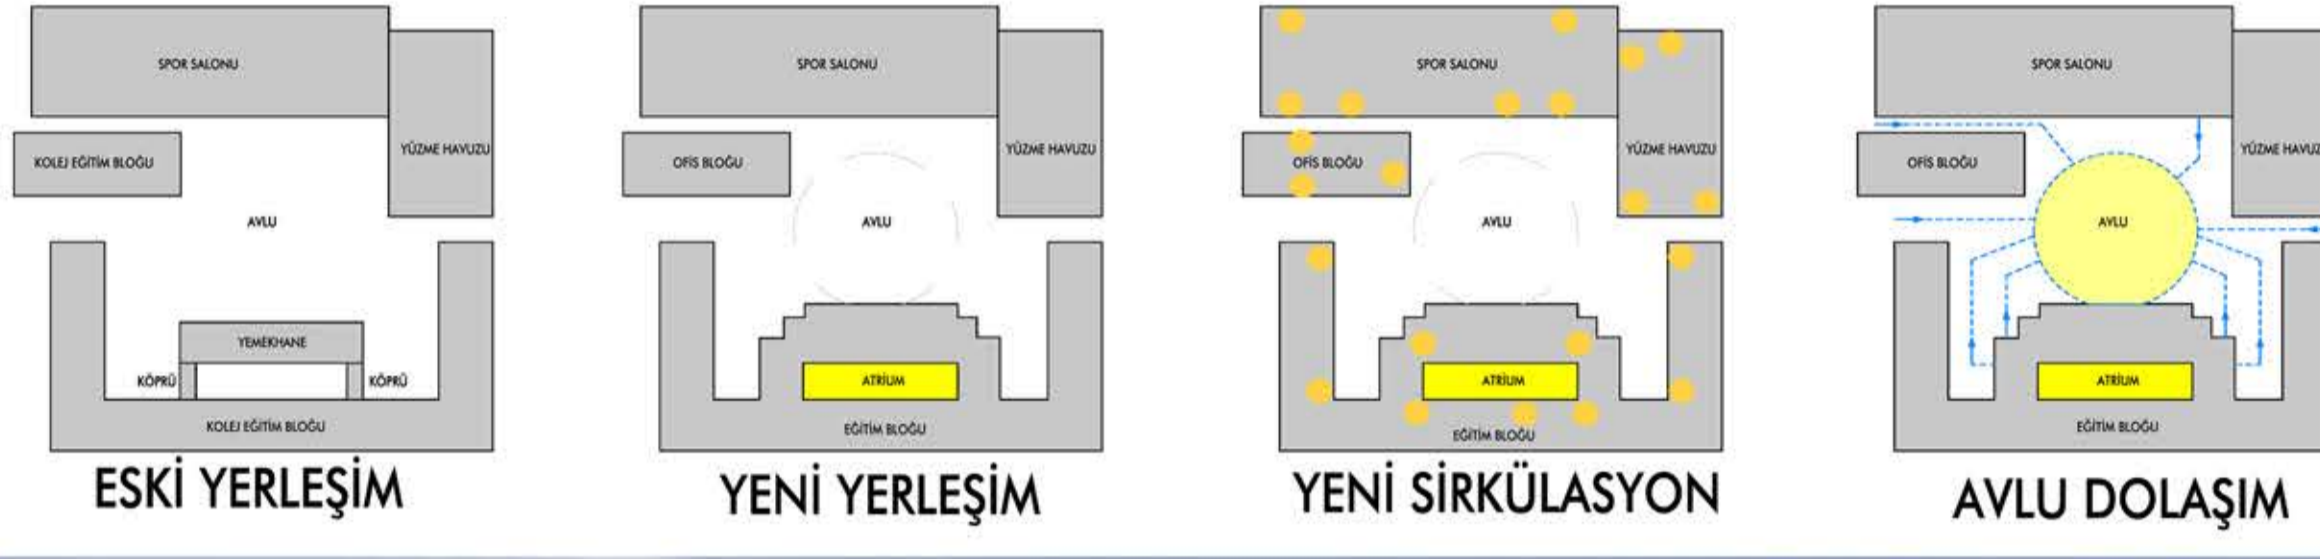 SPOR SALONU
YÜZME HAVUZU
KOLEJ EĞİTİM BLOĞU
AVLU
YEMEKHANE
KÖPRÜ
KÖPRÜ
KOLEJ EĞİTİM BLOĞU
ESKİ YERLEŞİM
SPOR SALONU
YÜZME HAVUZU
OFİS BLOĞU
AVLU
ATRİUM
EĞİTİM BLOĞU
YENİ YERLEŞİM
SPOR SALONU
YÜZME HAVUZU
OFİS BLOĞU
AVLU
ATRİUM
EĞİTİM BLOĞU
YENİ SİRKÜLASYON
SPOR SALONU
YÜZME HAVUZ
OFİS BLOĞU
AVLU
ATRİUM
EĞİTİM BLOĞU
AVLU DOLAŞIM